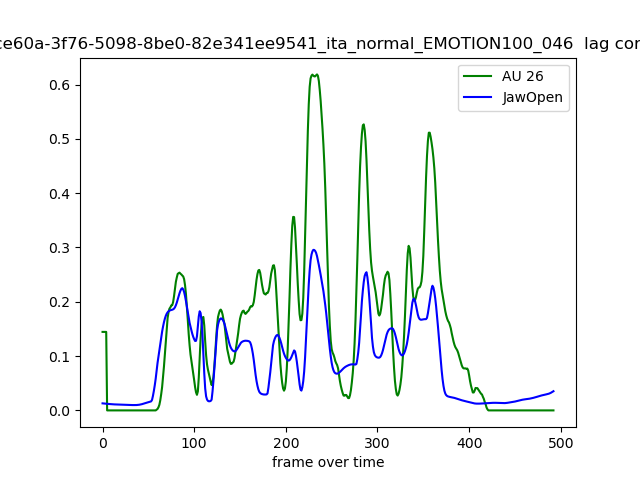 ce60a-3f76-5098-8be0-82e341ee9541_ita_normal_EMOTION100_046 lag cor
AU 26
JawOpen
0.6
0.5
0.4
0.3
0.2
0.1
0.0
0 100 200 300 400 500
frame over time